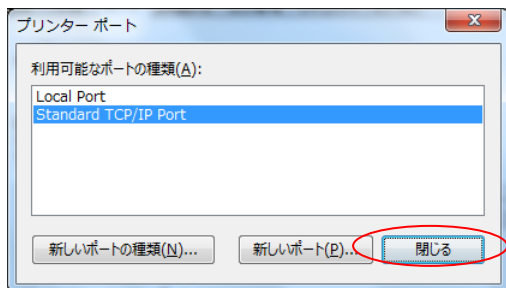 プリンター ポート
利用可能なポートの種類(A):
Local Port
Standard TCP/IP Port
新しいポートの種類(N)... 新しいポート(P)... 閉じる